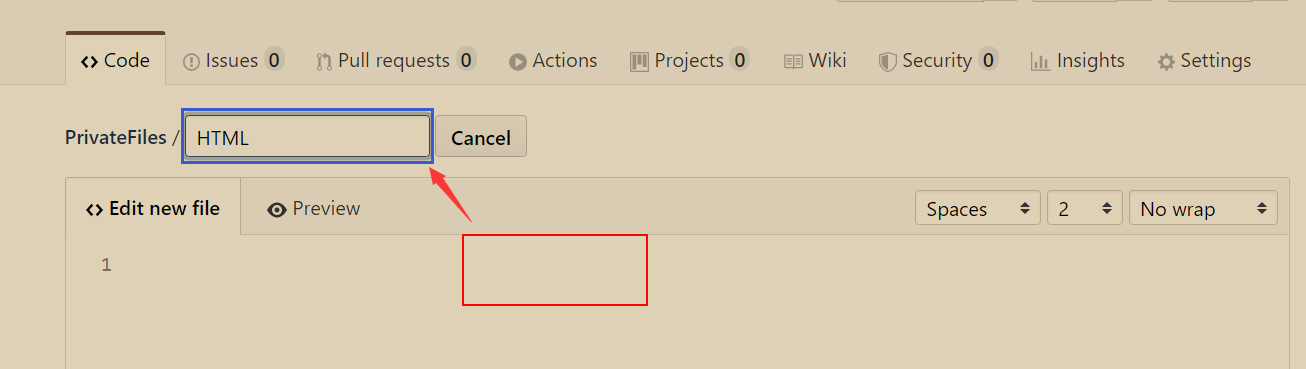 Code Issues 0 Pull requests 0 Actions Projects 0 Wiki Security 0 Insights Settings
PrivateFiles / HTML Cancel
Edit new file Preview Spaces 2 No wrap
1